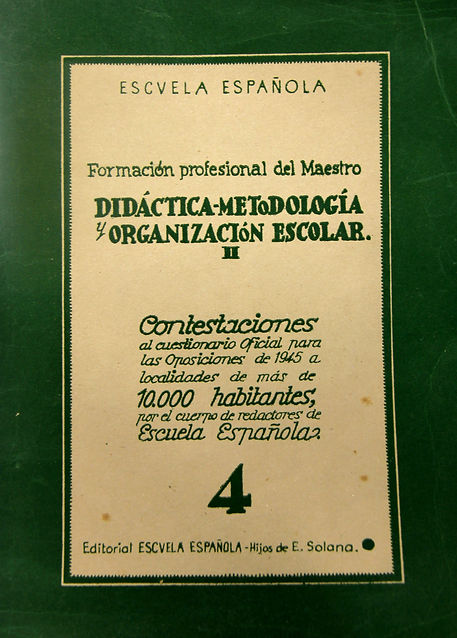 ESCVELA ESPAÑOLA
Formación profesional del Maestro
DIDÁCTICA-METODOLOGÍA
y ORGANIZACIÓN ESCOLAR.
II
Contestaciones
al cuestionario Oficial para
las Oposiciones de 1945 a
localidades de más de
10.000 habitantes,
por el cuerpo de redactores de
Escuela Española.
4
Editorial ESCVELA ESPAÑOLA-Hijos de E. Solana.